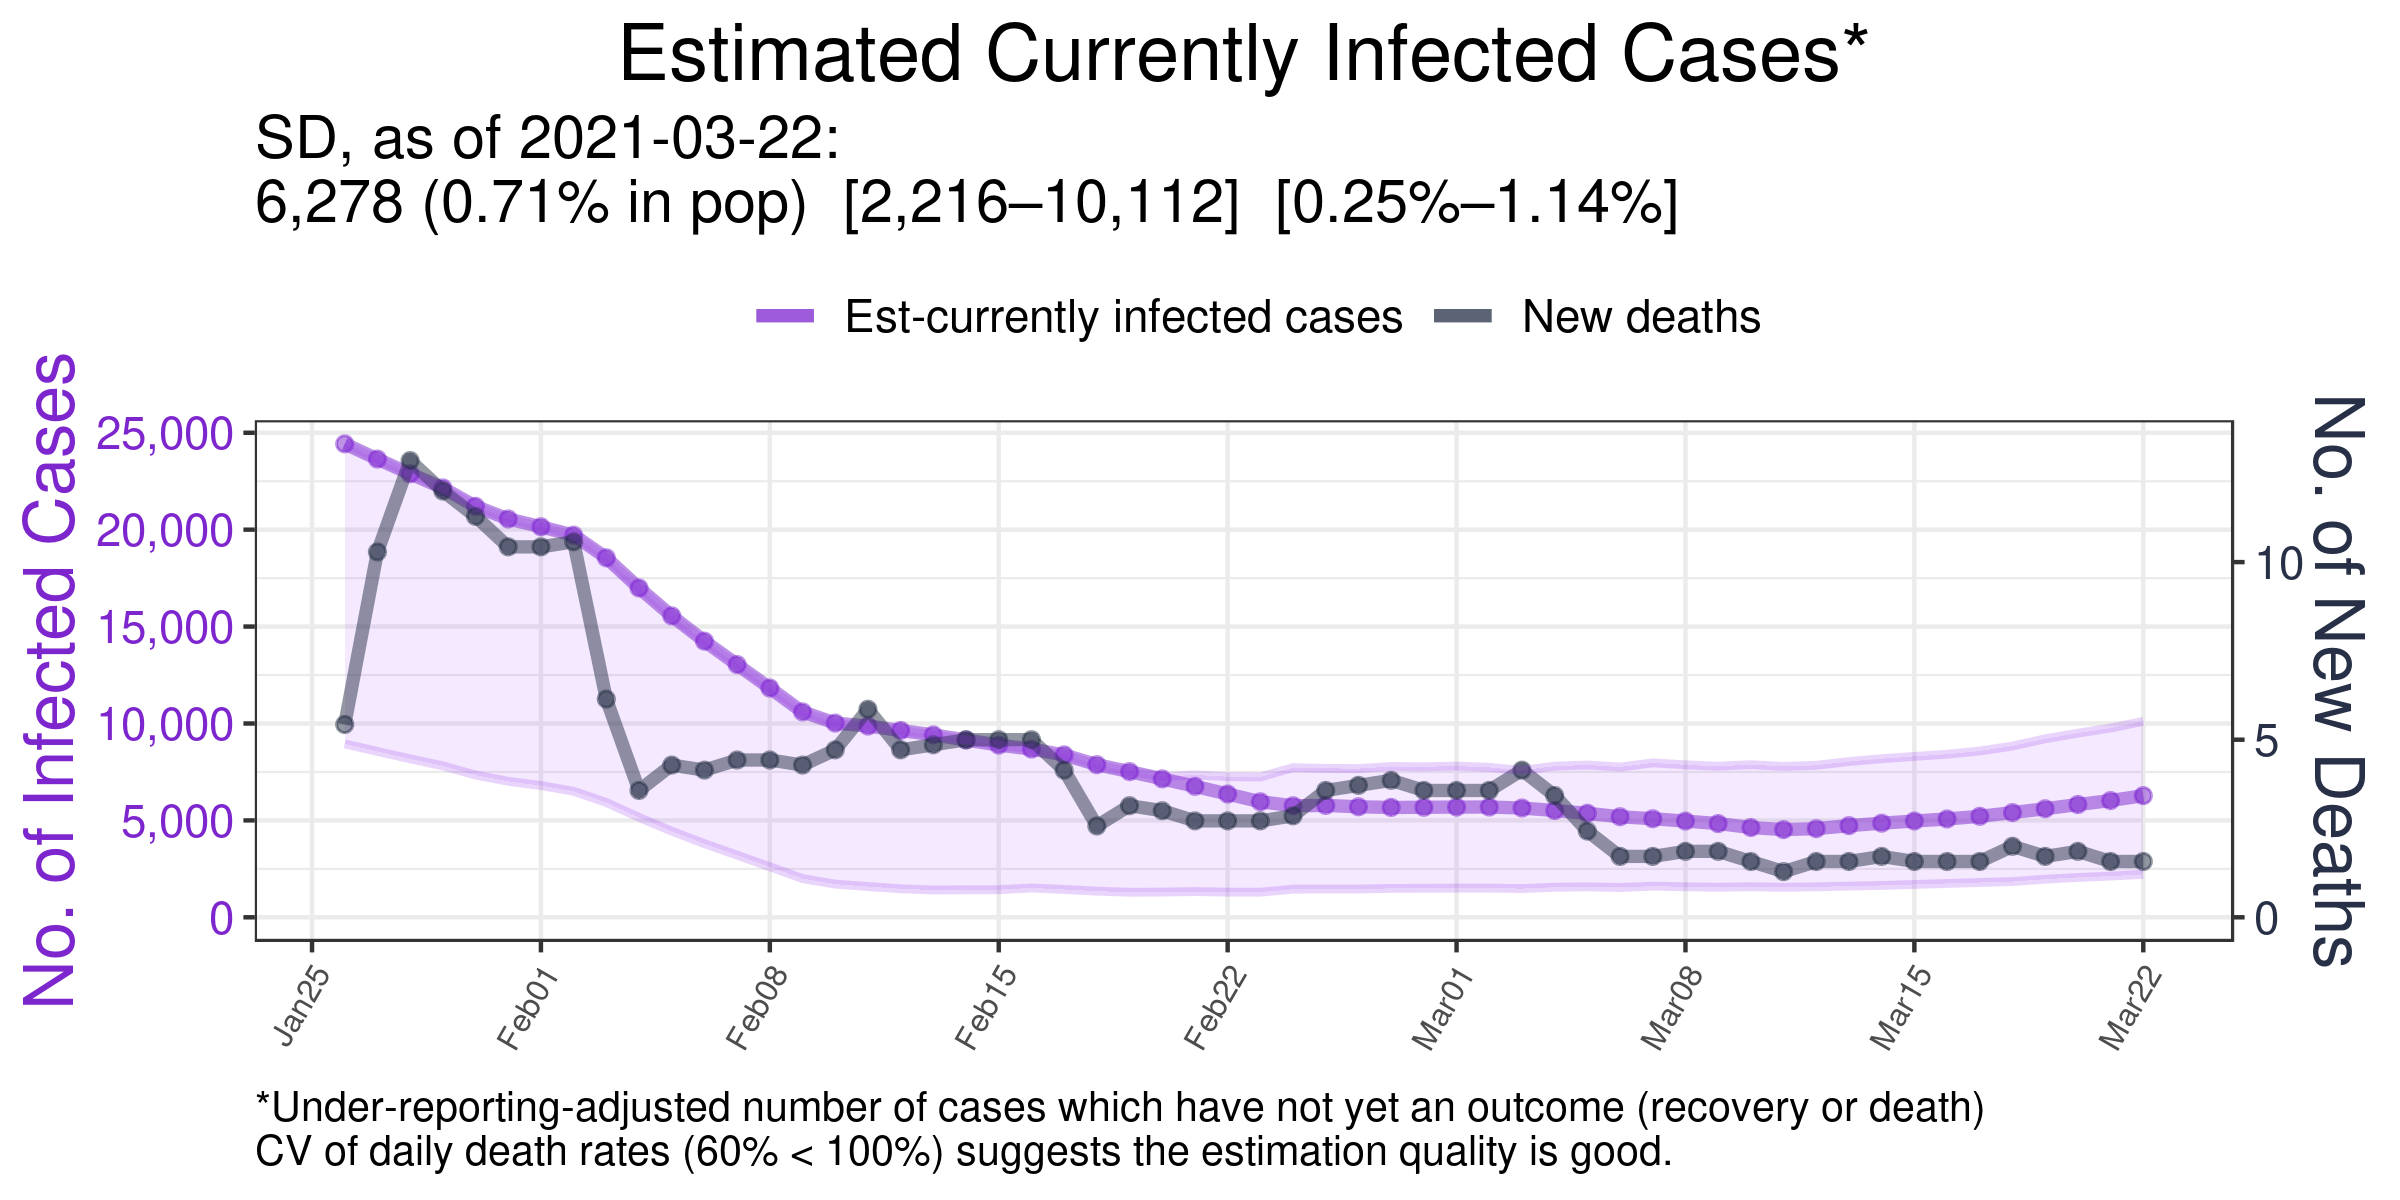 Estimated Currently Infected Cases*
SD, as of 2021-03-22:
6,278 (0.71% in pop)  [2,216–10,112]  [0.25%–1.14%]
Est-currently infected cases
New deaths
No. of Infected Cases
25,000
20,000
15,000
10,000
5,000
0
10
5
0
No. of New Deaths
Jan25
Feb01
Feb08
Feb15
Feb22
Mar01
Mar08
Mar15
Mar22
*Under-reporting-adjusted number of cases which have not yet an outcome (recovery or death)
CV of daily death rates (60% < 100%) suggests the estimation quality is good.